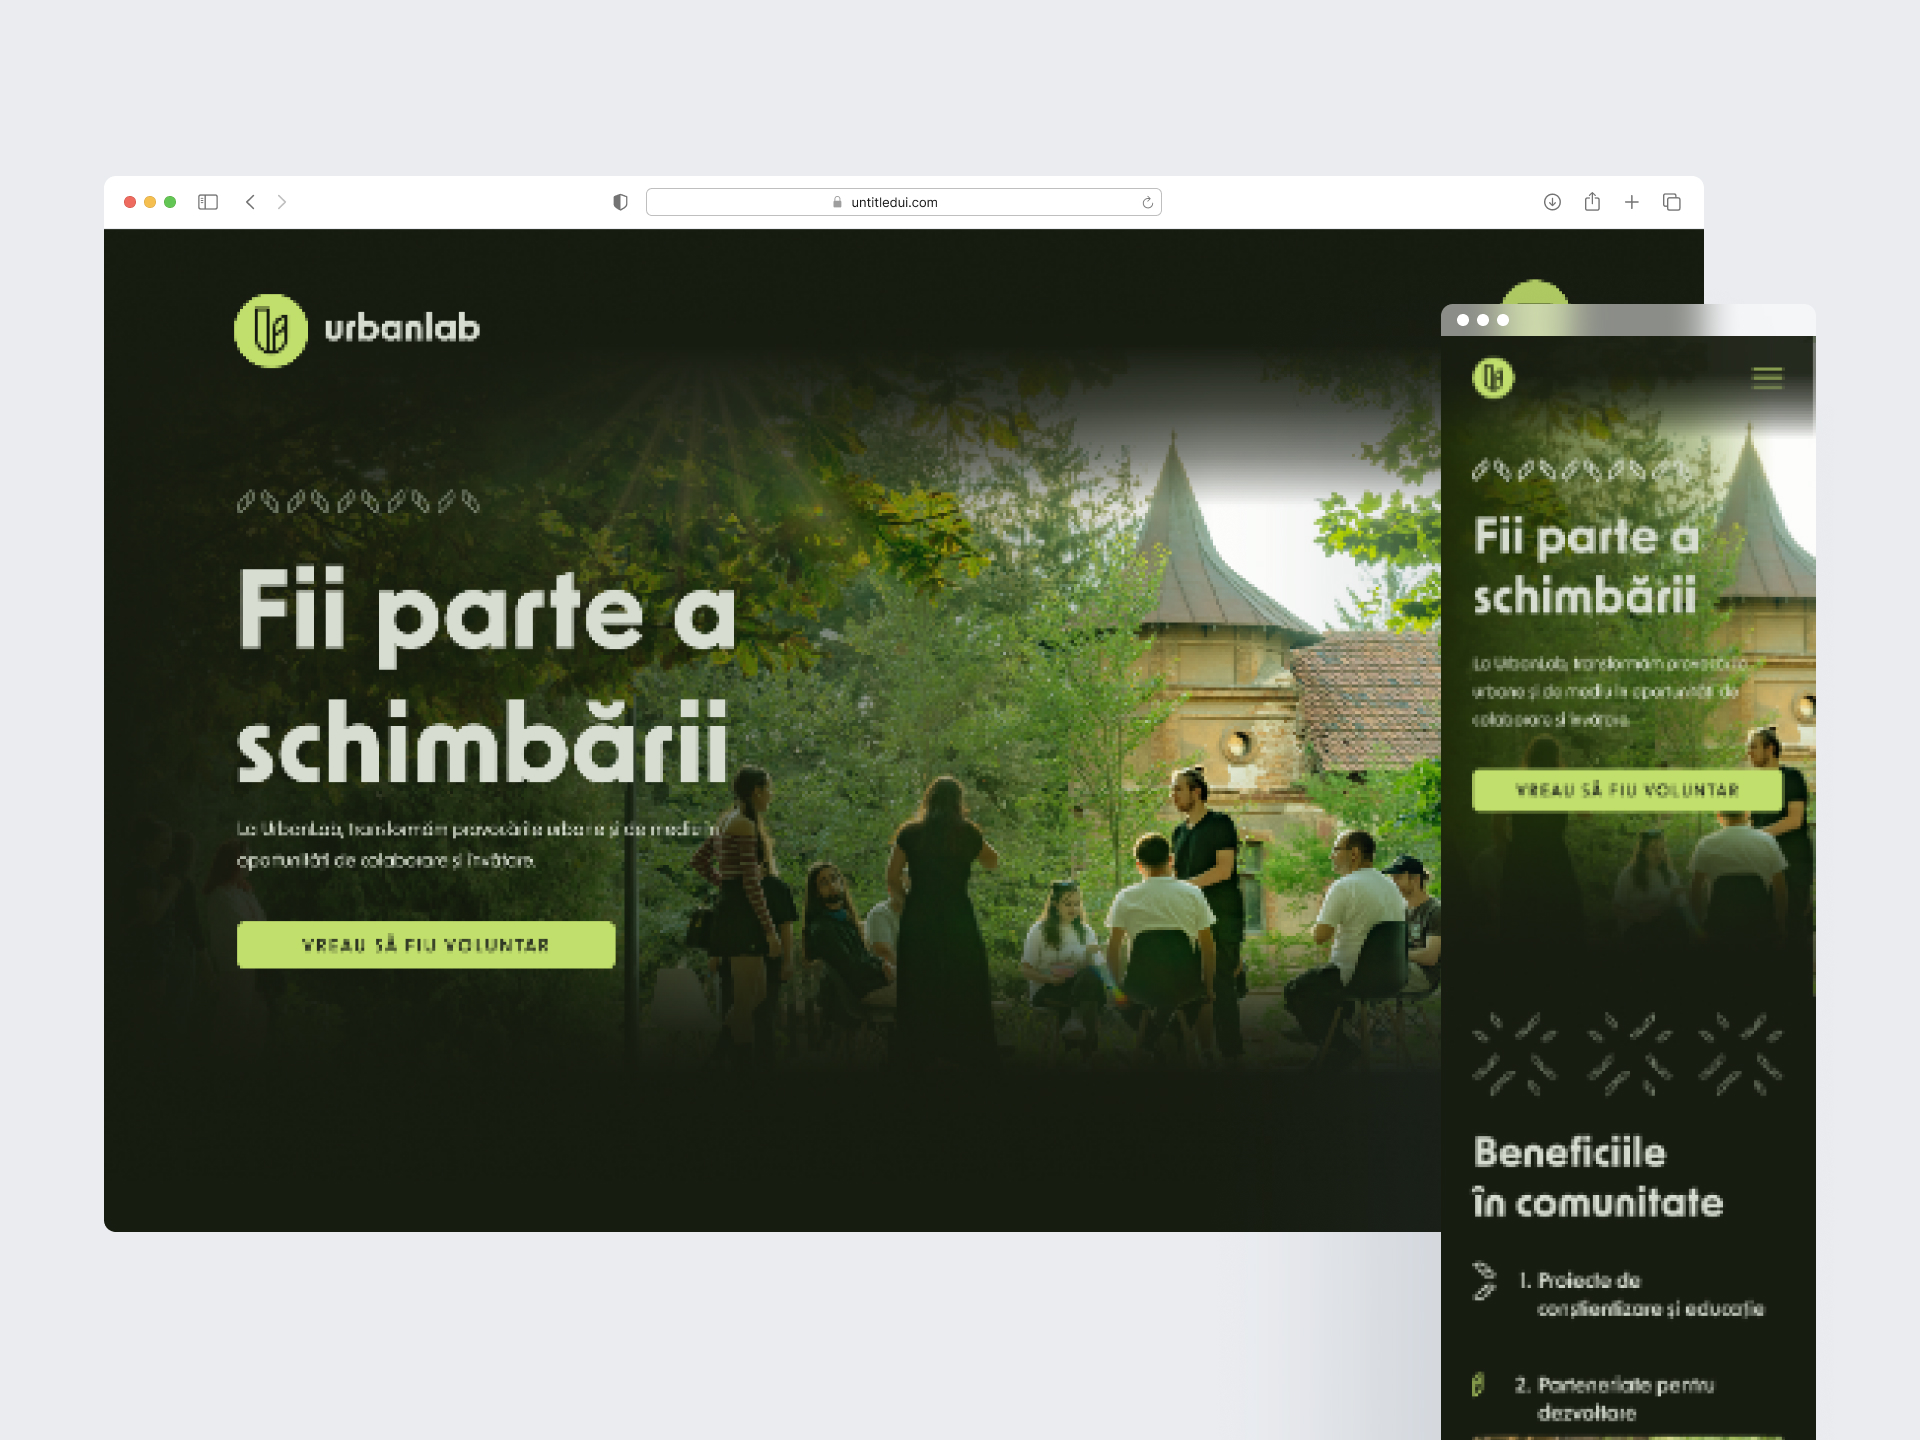 untitledui.com
urbanlab
Fii parte a
schimbării
La UrbanLab, transformăm provocările urbane și de mediu în
oportunități de colaborare și învățare.
VREAU SĂ FIU VOLUNTAR
Fii parte a
schimbării
La UrbanLab, transformăm provocările
urbane și de mediu în oportunități de
colaborare și învățare.
VREAU SĂ FIU VOLUNTAR
Beneficiile
în comunitate
1. Proiecte de
conștientizare și educație
2. Parteneriate pentru
dezvoltare